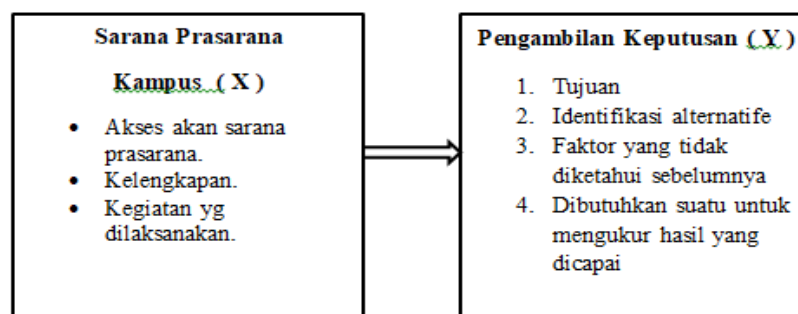 Sarana Prasarana
Kampus ( X )
• Akses akan sarana
prasarana.
• Kelengkapan.
• Kegiatan yg
dilaksanakan.
Pengambilan Keputusan ( Y )
1. Tujuan
2. Identifikasi alternatife
3. Faktor yang tidak
diketahui sebelumnya
4. Dibutuhkan suatu untuk
mengukur hasil yang
dicapai